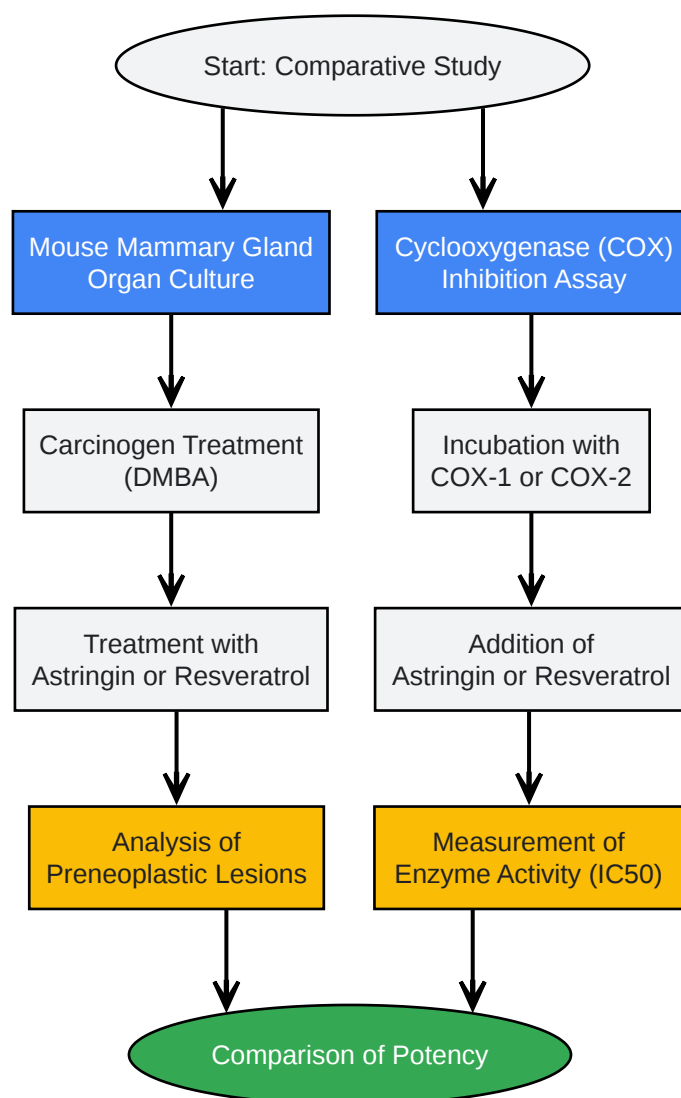 Start: Comparative Study
Mouse Mammary Gland
Organ Culture
Cyclooxygenase (COX)
Inhibition Assay
Carcinogen Treatment
(DMBA)
Incubation with
COX-1 or COX-2
Treatment with
Astringin or Resveratrol
Addition of
Astringin or Resveratrol
Analysis of
Preneoplastic Lesions
Measurement of
Enzyme Activity (IC50)
Comparison of Potency